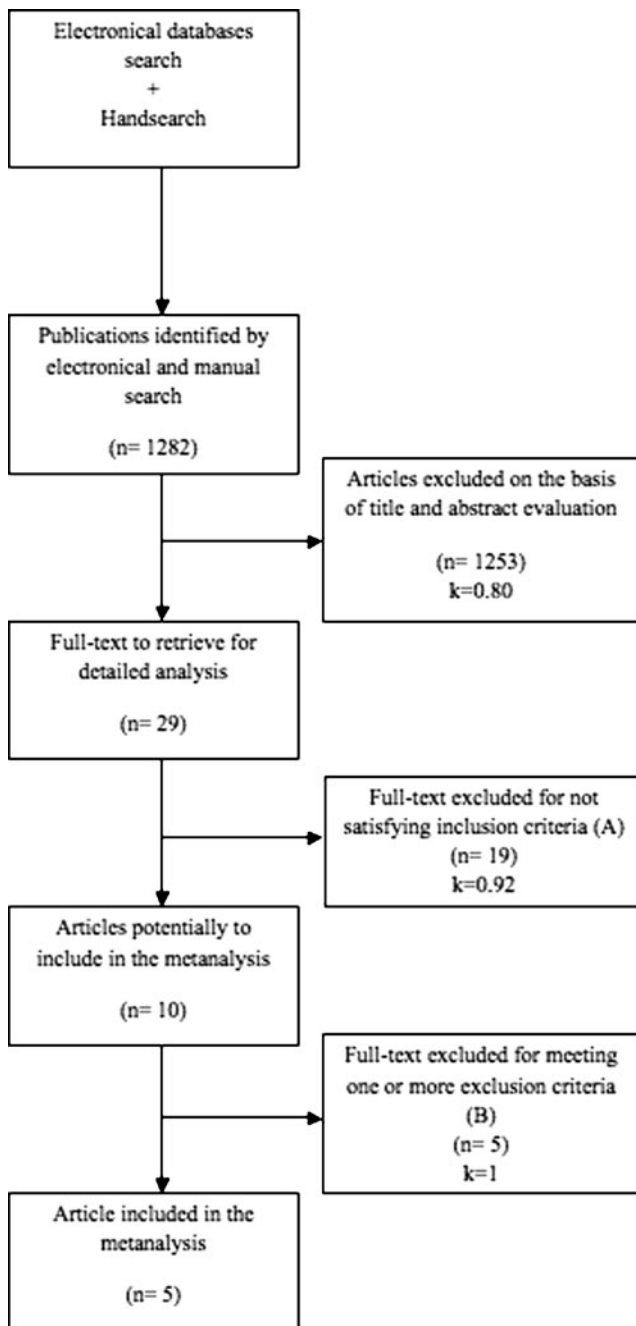 Electronical databases
search
+
Handsearch
Publications identified by
electronical and manual
search
(n= 1282)
Articles excluded on the basis
of title and abstract evaluation
(n= 1253)
k=0.80
Full-text to retrieve for
detailed analysis
(n= 29)
Full-text excluded for not
satisfying inclusion criteria (A)
(n= 19)
k=0.92
Articles potentially to
include in the metanalysis
(n= 10)
Full-text excluded for meeting
one or more exclusion criteria
(B)
(n= 5)
k=1
Article included in the
metanalysis
(n= 5)